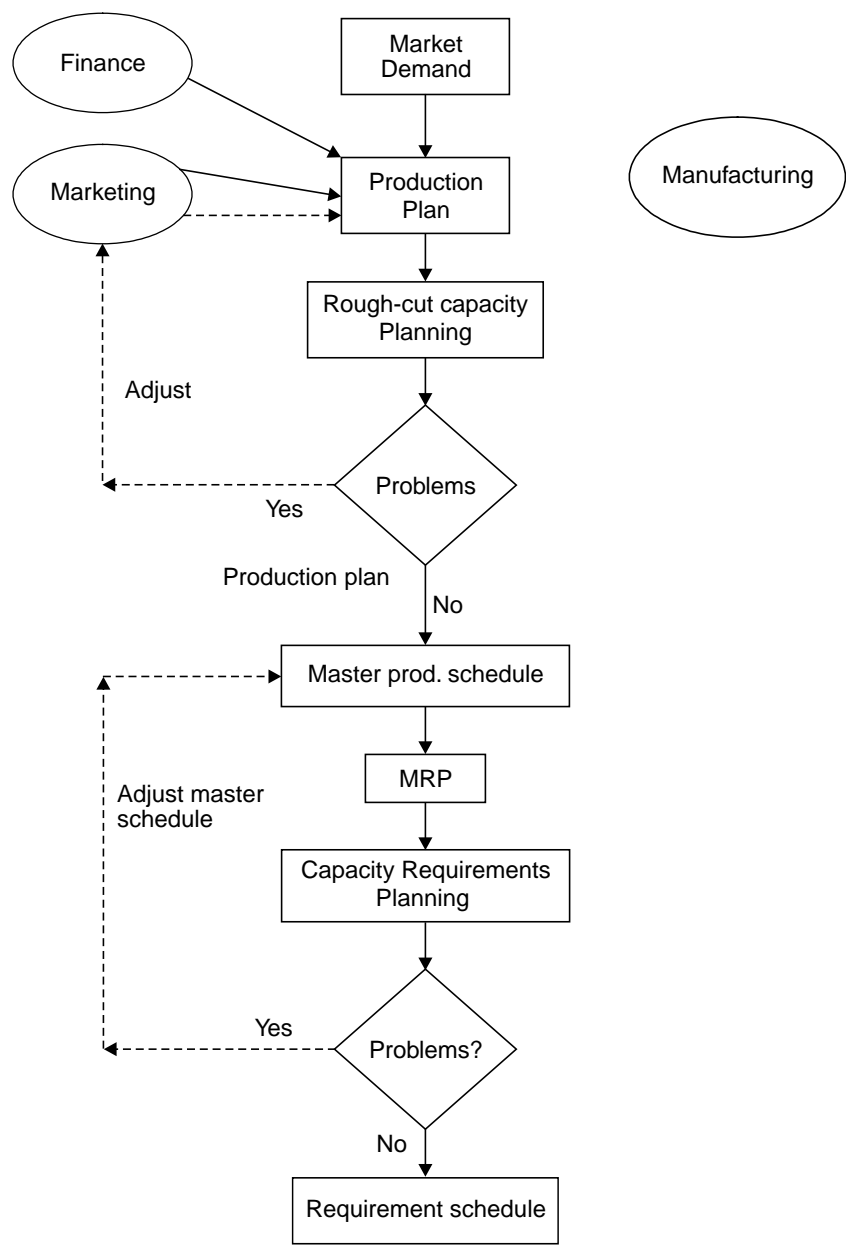 Finance
Market
Demand
Marketing
Production
Plan
Manufacturing
Rough-cut capacity
Planning
Adjust
Problems
Yes
Production plan
No
Master prod. schedule
MRP
Adjust master
schedule
Capacity Requirements
Planning
Yes
Problems?
No
Requirement schedule